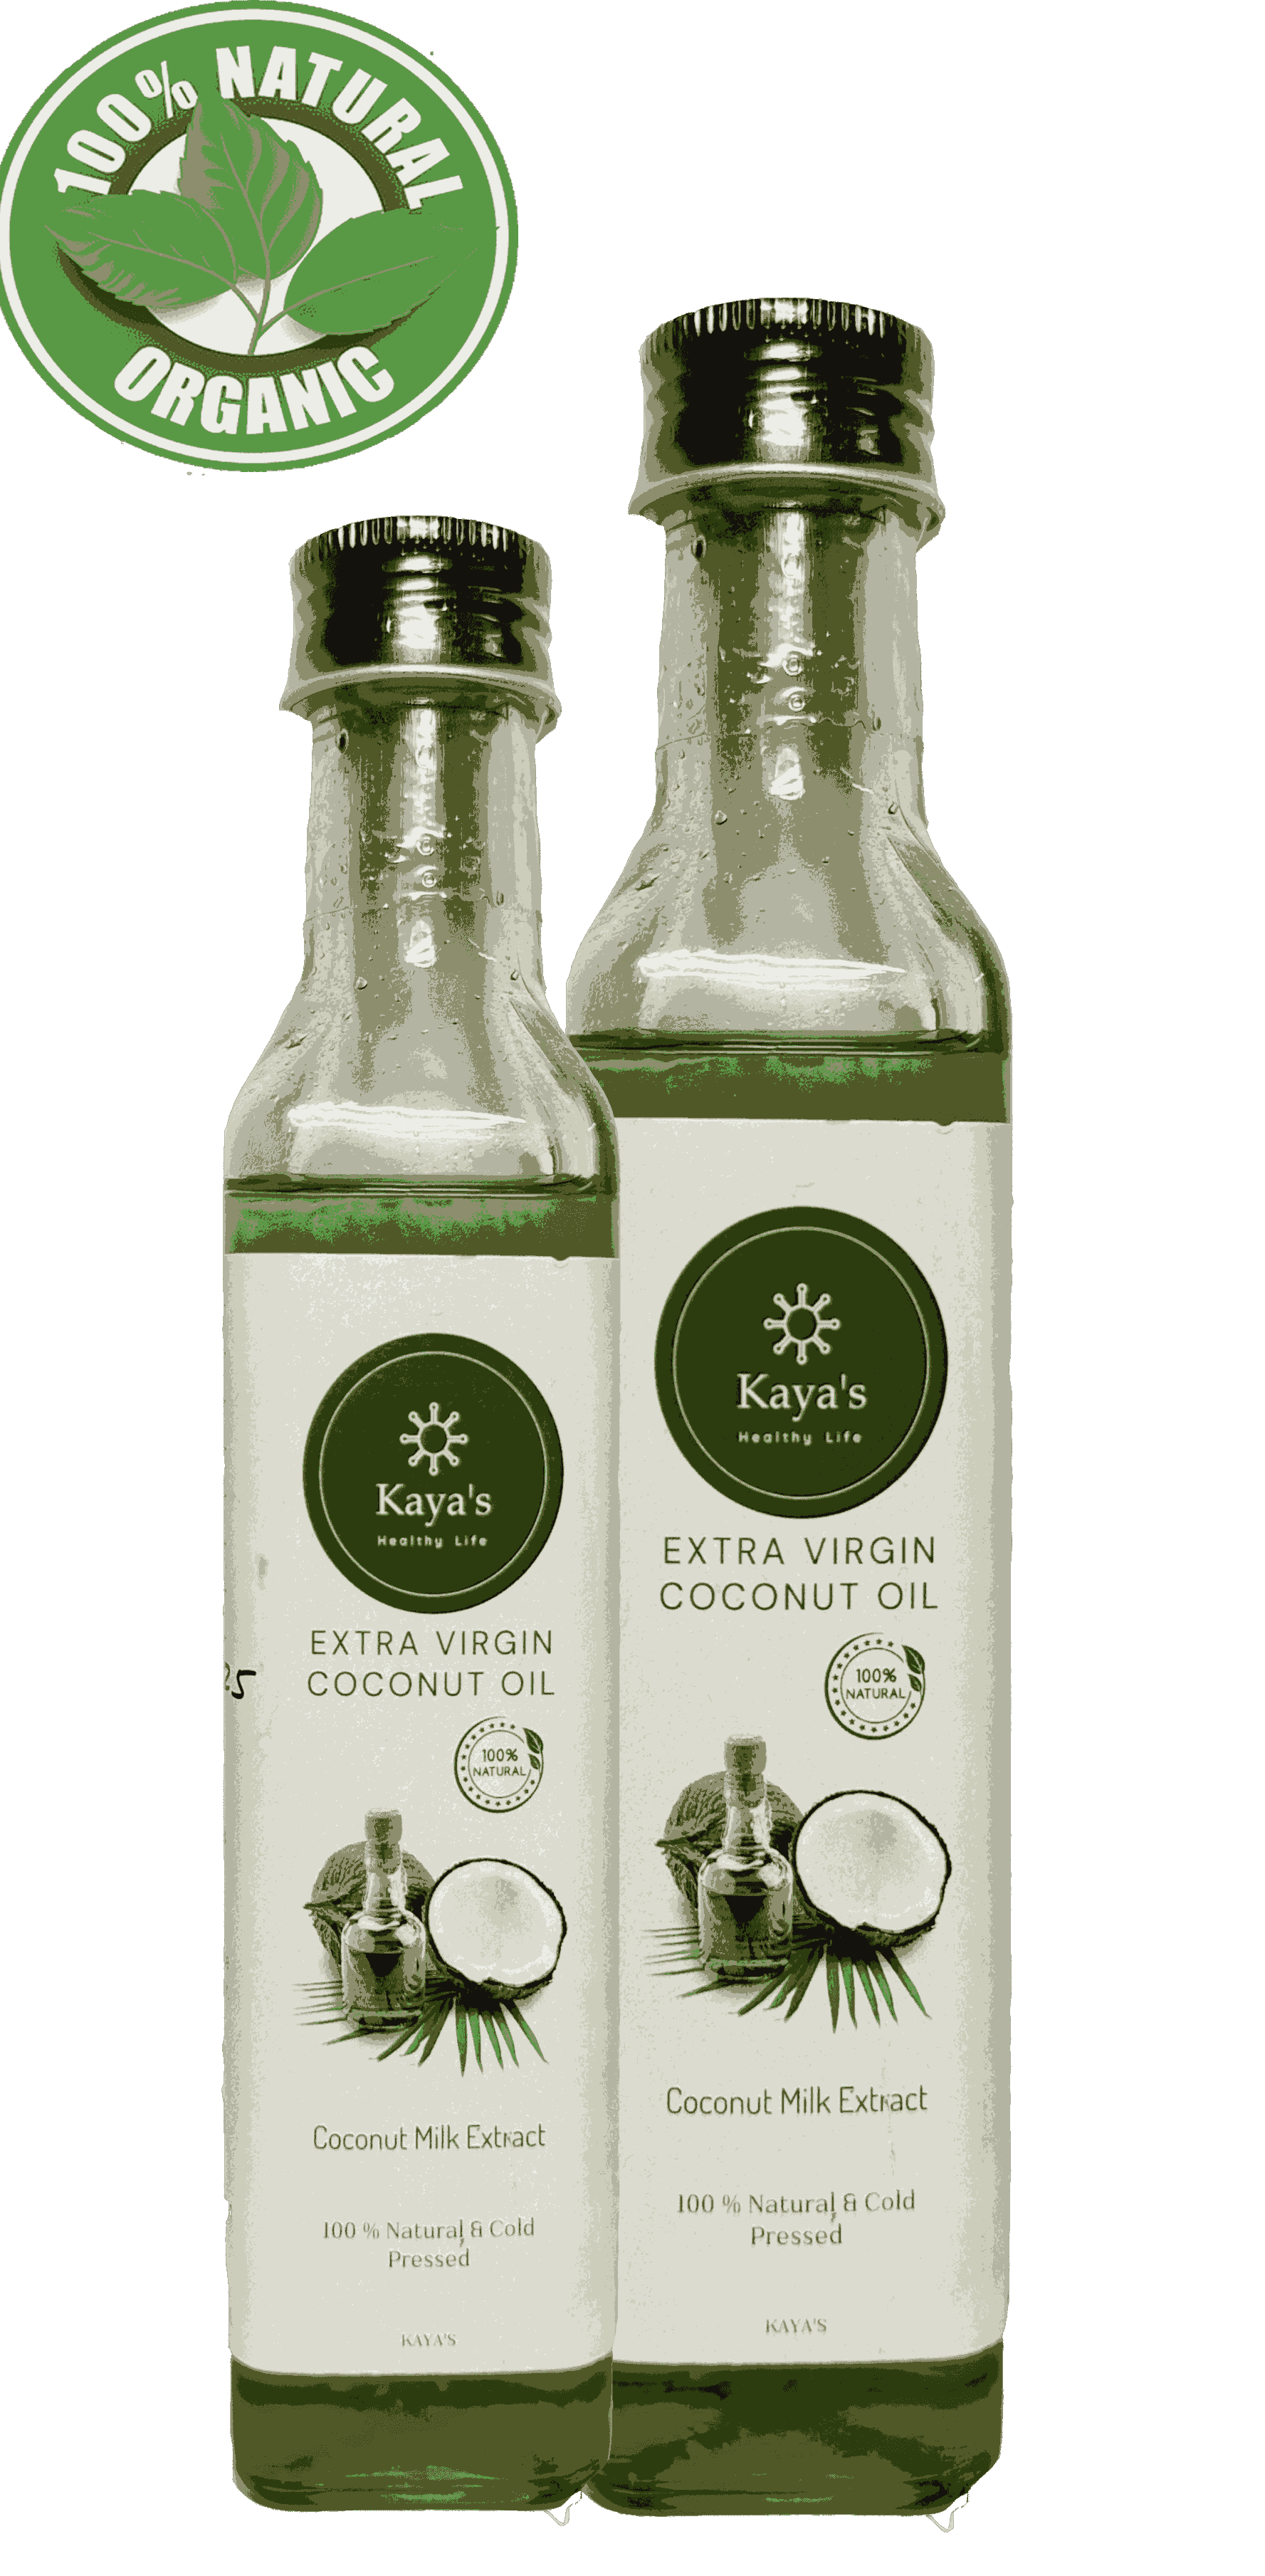 100% NATURAL
ORGANIC
Kaya's
Healthy Life
EXTRA VIRGIN
COCONUT OIL
100%
NATURAL
Coconut Milk Extract
100 % Natural & Cold
Pressed
KAYA'S
Kaya's
Healthy Life
EXTRA VIRGIN
COCONUT OIL
100%
NATURAL
Coconut Milk Extract
100 % Natural & Cold
Pressed
KAYA'S